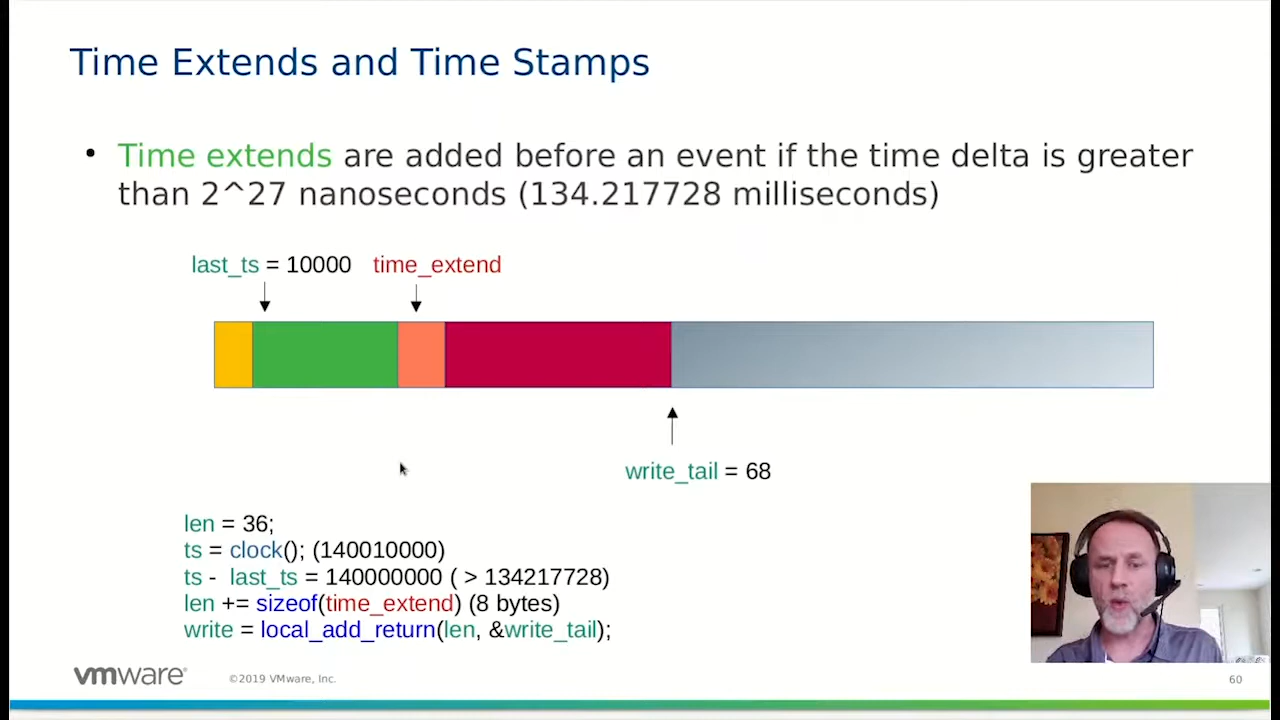 Time Extends and Time Stamps
• Time extends are added before an event if the time delta is greater
than 2^27 nanoseconds (134.217728 milliseconds)
last_ts = 10000 time_extend
write_tail = 68
len = 36;
ts = clock(); (140010000)
ts - last_ts = 140000000 ( > 134217728)
len += sizeof(time_extend) (8 bytes)
write = local_add_return(len, &write_tail);
vmware®
©2019 VMware, Inc.
60